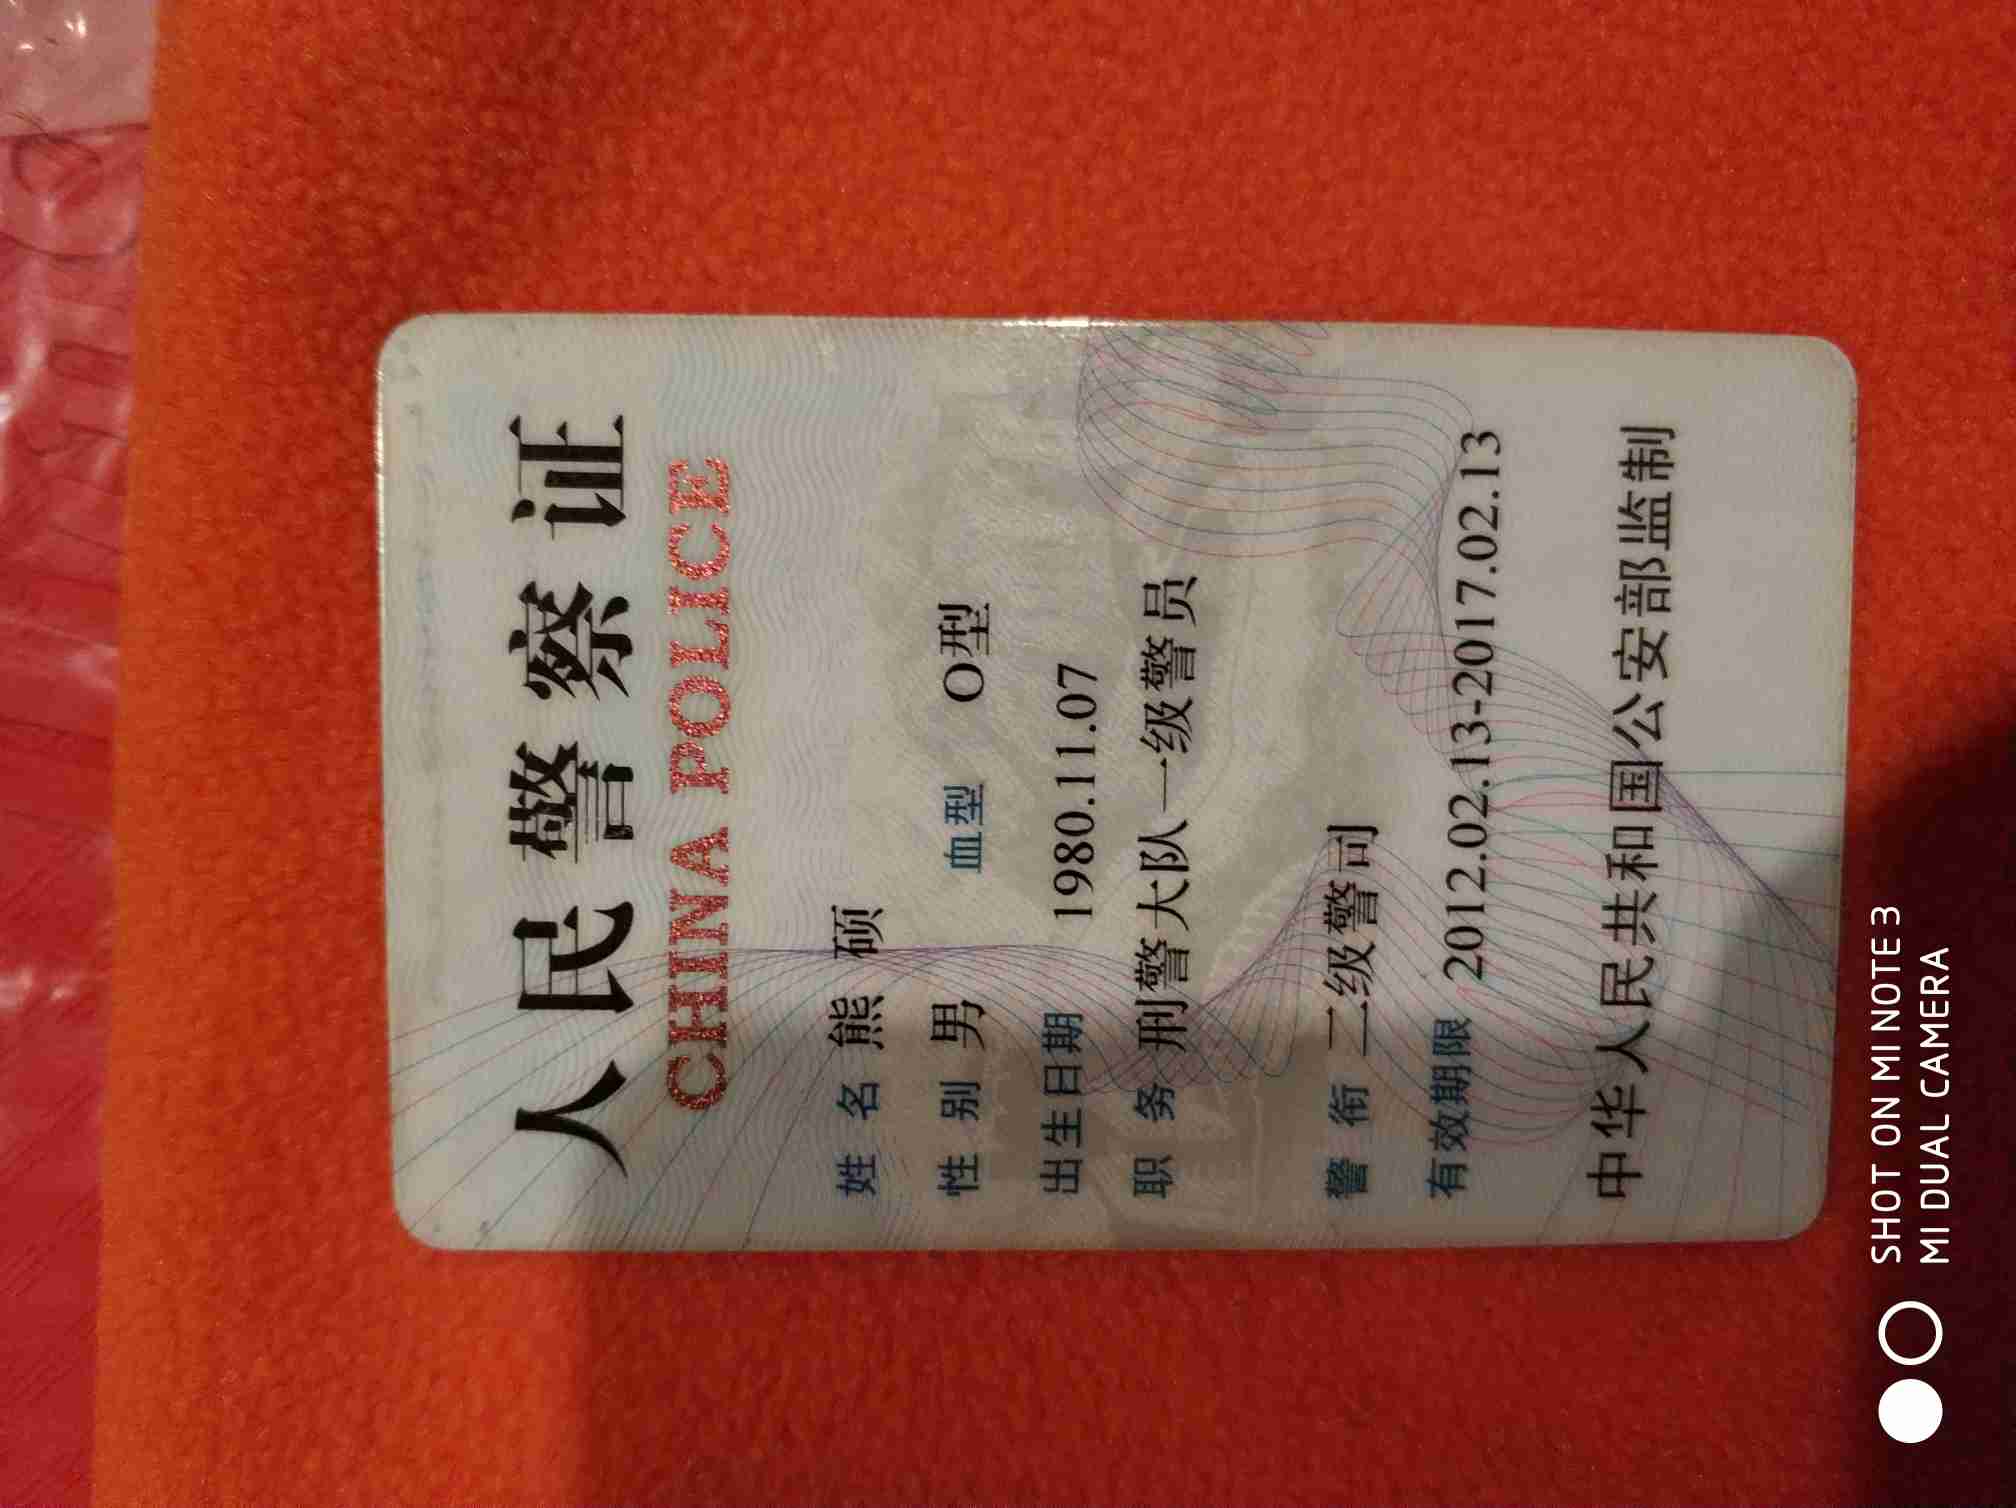 人民警察证
CHINA POLICE
姓名 熊硕
性别 男 血型 O型
出生日期 1980.11.07
职务 刑警大队一级警员
警衔 二级警司
有效期限 2012.02.13-2017.02.13
中华人民共和国公安部监制
SHOT ON MI NOTE 3
MI DUAL CAMERA